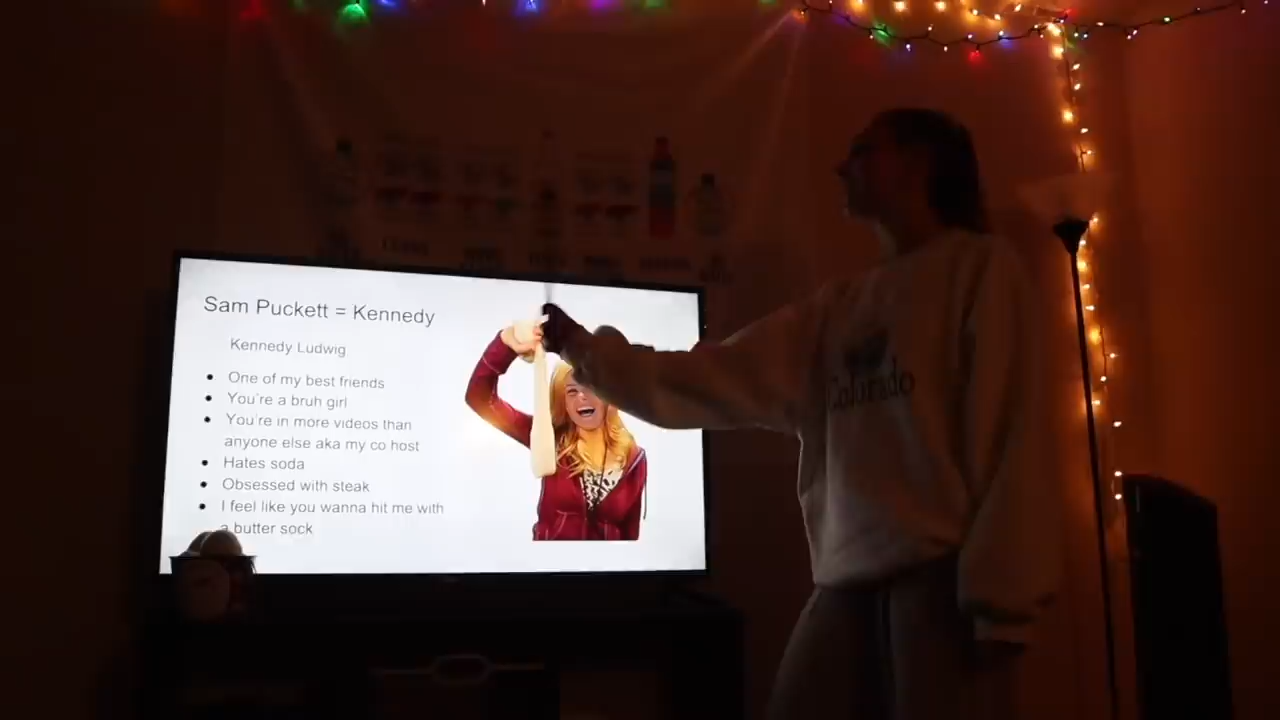 Sam Puckett = Kennedy
Kennedy Ludwig
One of my best friends
You're a bruh girl
You're in more videos than
anyone else aka my co host
Hates soda
Obsessed with steak
I feel like you wanna hit me with
a butter sock
Colorado